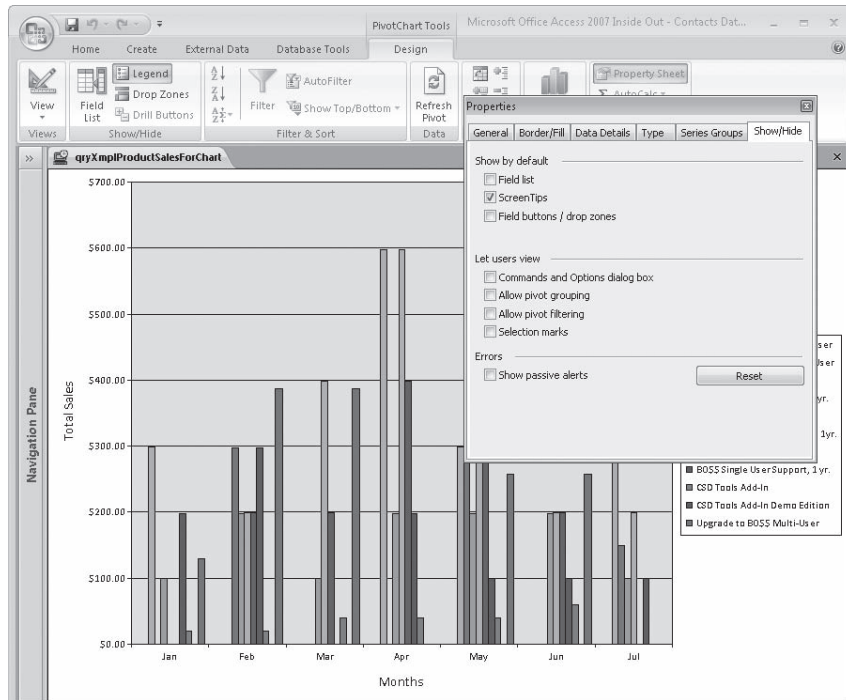 PivotChart Tools
Microsoft Office Access 2007 Inside Out - Contacts Dat...
Home
Create
External Data
Database Tools
Design
View
Field List
Legend
Drop Zones
Drill Buttons
Filter
AutoFilter
Show Top/Bottom
Refresh Pivot
Property Sheet
Σ AutoCalc
Views
Show/Hide
Filter & Sort
Data
Properties
General
Border/Fill
Data Details
Type
Series Groups
Show/Hide
Show by default
Field list
ScreenTips
Field buttons / drop zones
Let users view
Commands and Options dialog box
Allow pivot grouping
Allow pivot filtering
Selection marks
Errors
Show passive alerts
Reset
qryXmplProductSalesForChart
Navigation Pane
Total Sales
$700.00
$600.00
$500.00
$400.00
$300.00
$200.00
$100.00
$0.00
Jan
Feb
Mar
Apr
May
Jun
Jul
Months
yr.
1yr.
BO$$ Single User Support, 1 yr.
CSD Tools Add-In
CSD Tools Add-In Demo Edition
Upgrade to BO$$ Multi-User